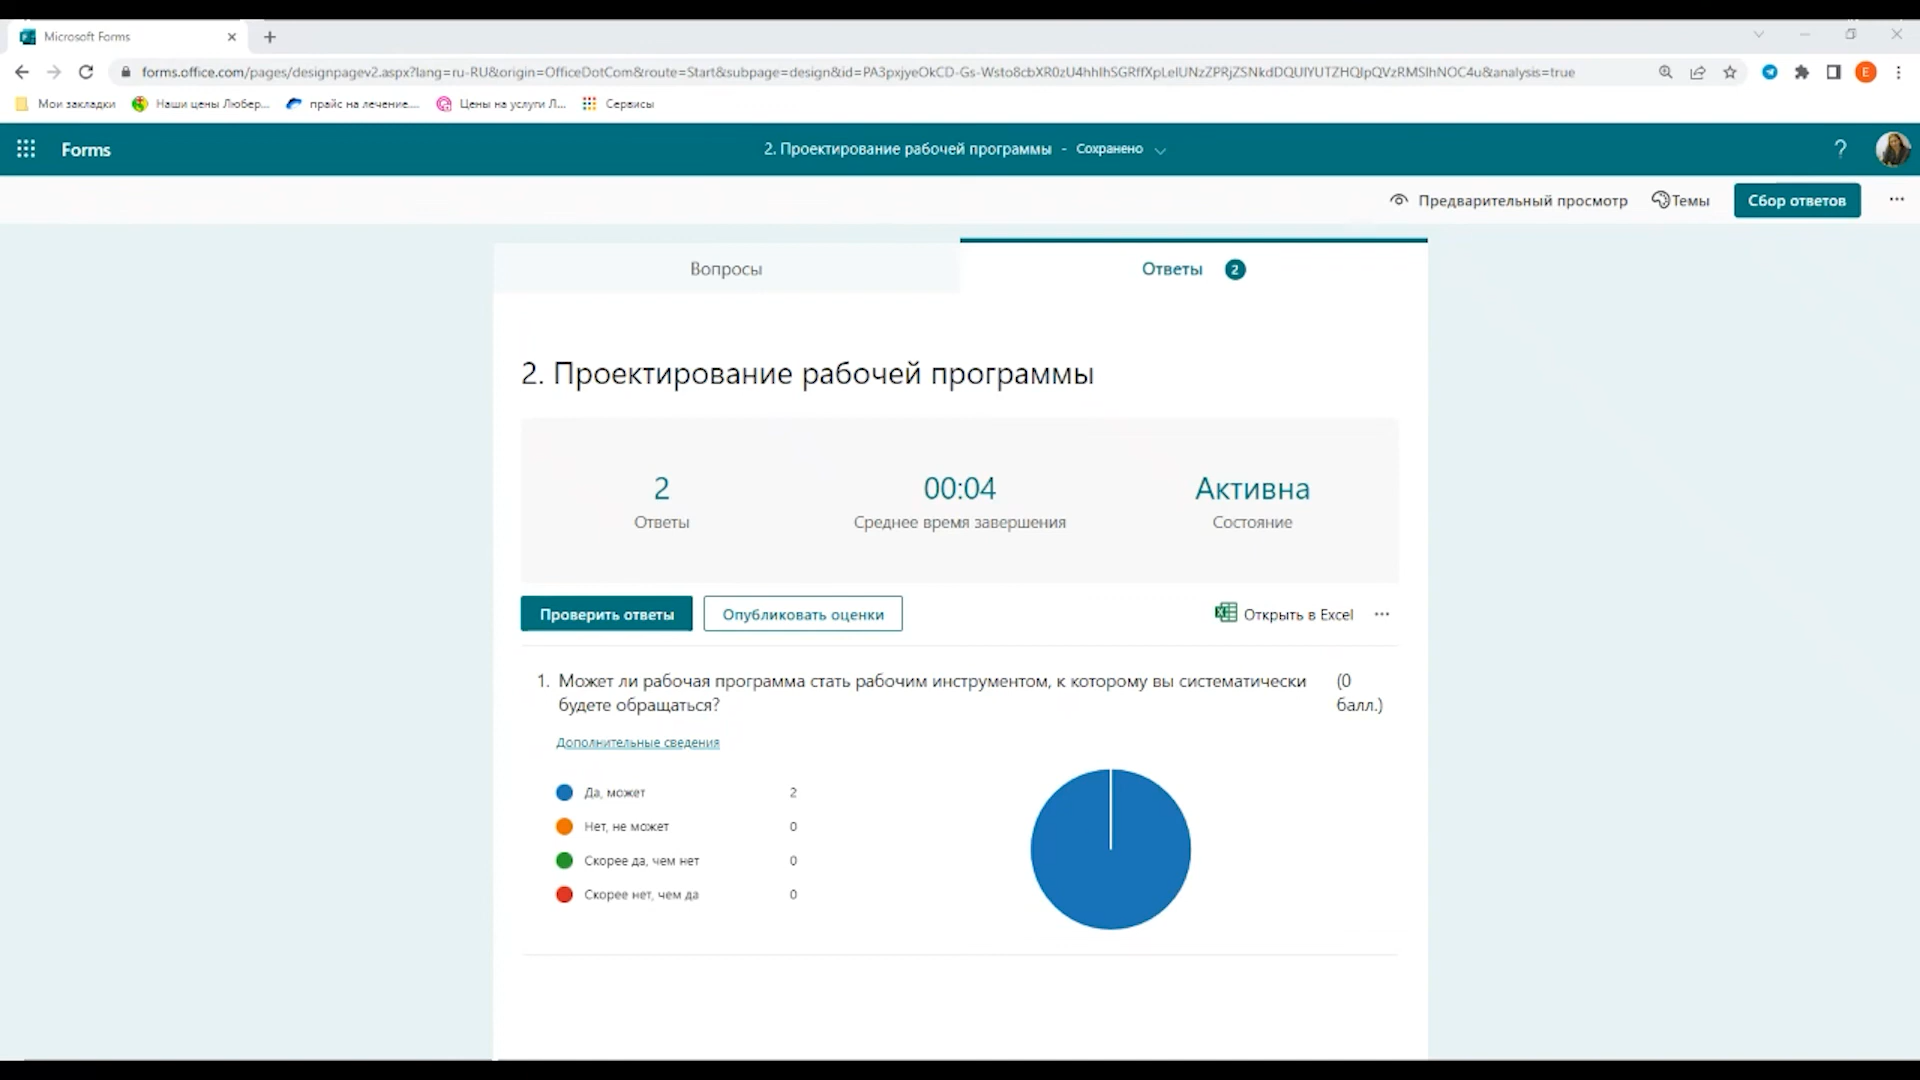 Microsoft Forms
forms.office.com/pages/designpagev2.aspx?lang=ru-RU&origin=OfficeDotCom&route=Start&subpage=design&id=PA3pxjyeOkCD-Gs-Wsto8cbXR0zU4hhIhSGRffXpLeIUNzZPRjZSNkdDQUlYUTZHQlpQVzRMSlhNOC4u&analysis=true
Мои закладки
Наши цены Любер...
прайс на лечение....
Цены на услуги Л...
Сервисы
E
Forms
2. Проектирование рабочей программы - Сохранено
?
Предварительный просмотр
Темы
Сбор ответов
Вопросы
Ответы 2
2. Проектирование рабочей программы
2
Ответы
00:04
Среднее время завершения
Активна
Состояние
Проверить ответы
Опубликовать оценки
Открыть в Excel
1. Может ли рабочая программа стать рабочим инструментом, к которому вы систематически (0
будете обращаться? балл.)
Дополнительные сведения
Да, может 2
Нет, не может 0
Скорее да, чем нет 0
Скорее нет, чем да 0